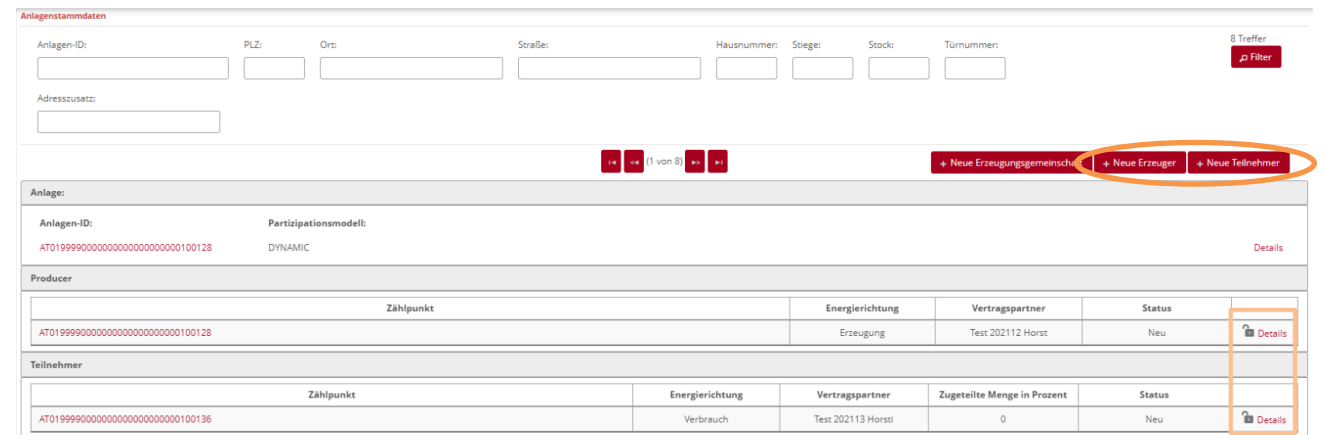 Anlagenstammdaten
Anlagen-ID: PLZ: Ort: Straße: Hausnummer: Stiege: Stock: Türnummer: 8 Treffer
Filter
Adresszusatz:
(1 von 8) + Neue Erzeugungsgemeinschaft + Neue Erzeuger + Neue Teilnehmer
Anlage:
Anlagen-ID: Partizipationsmodell:
AT0199990000000000000000000100128 DYNAMIC Details
Producer
Zählpunkt Energierichtung Vertragspartner Status
AT0199990000000000000000000100128 Erzeugung Test 202112 Horst Neu Details
Teilnehmer
Zählpunkt Energierichtung Vertragspartner Zugeteilte Menge in Prozent Status
AT0199990000000000000000000100136 Verbrauch Test 202113 Horsti 0 Neu Details